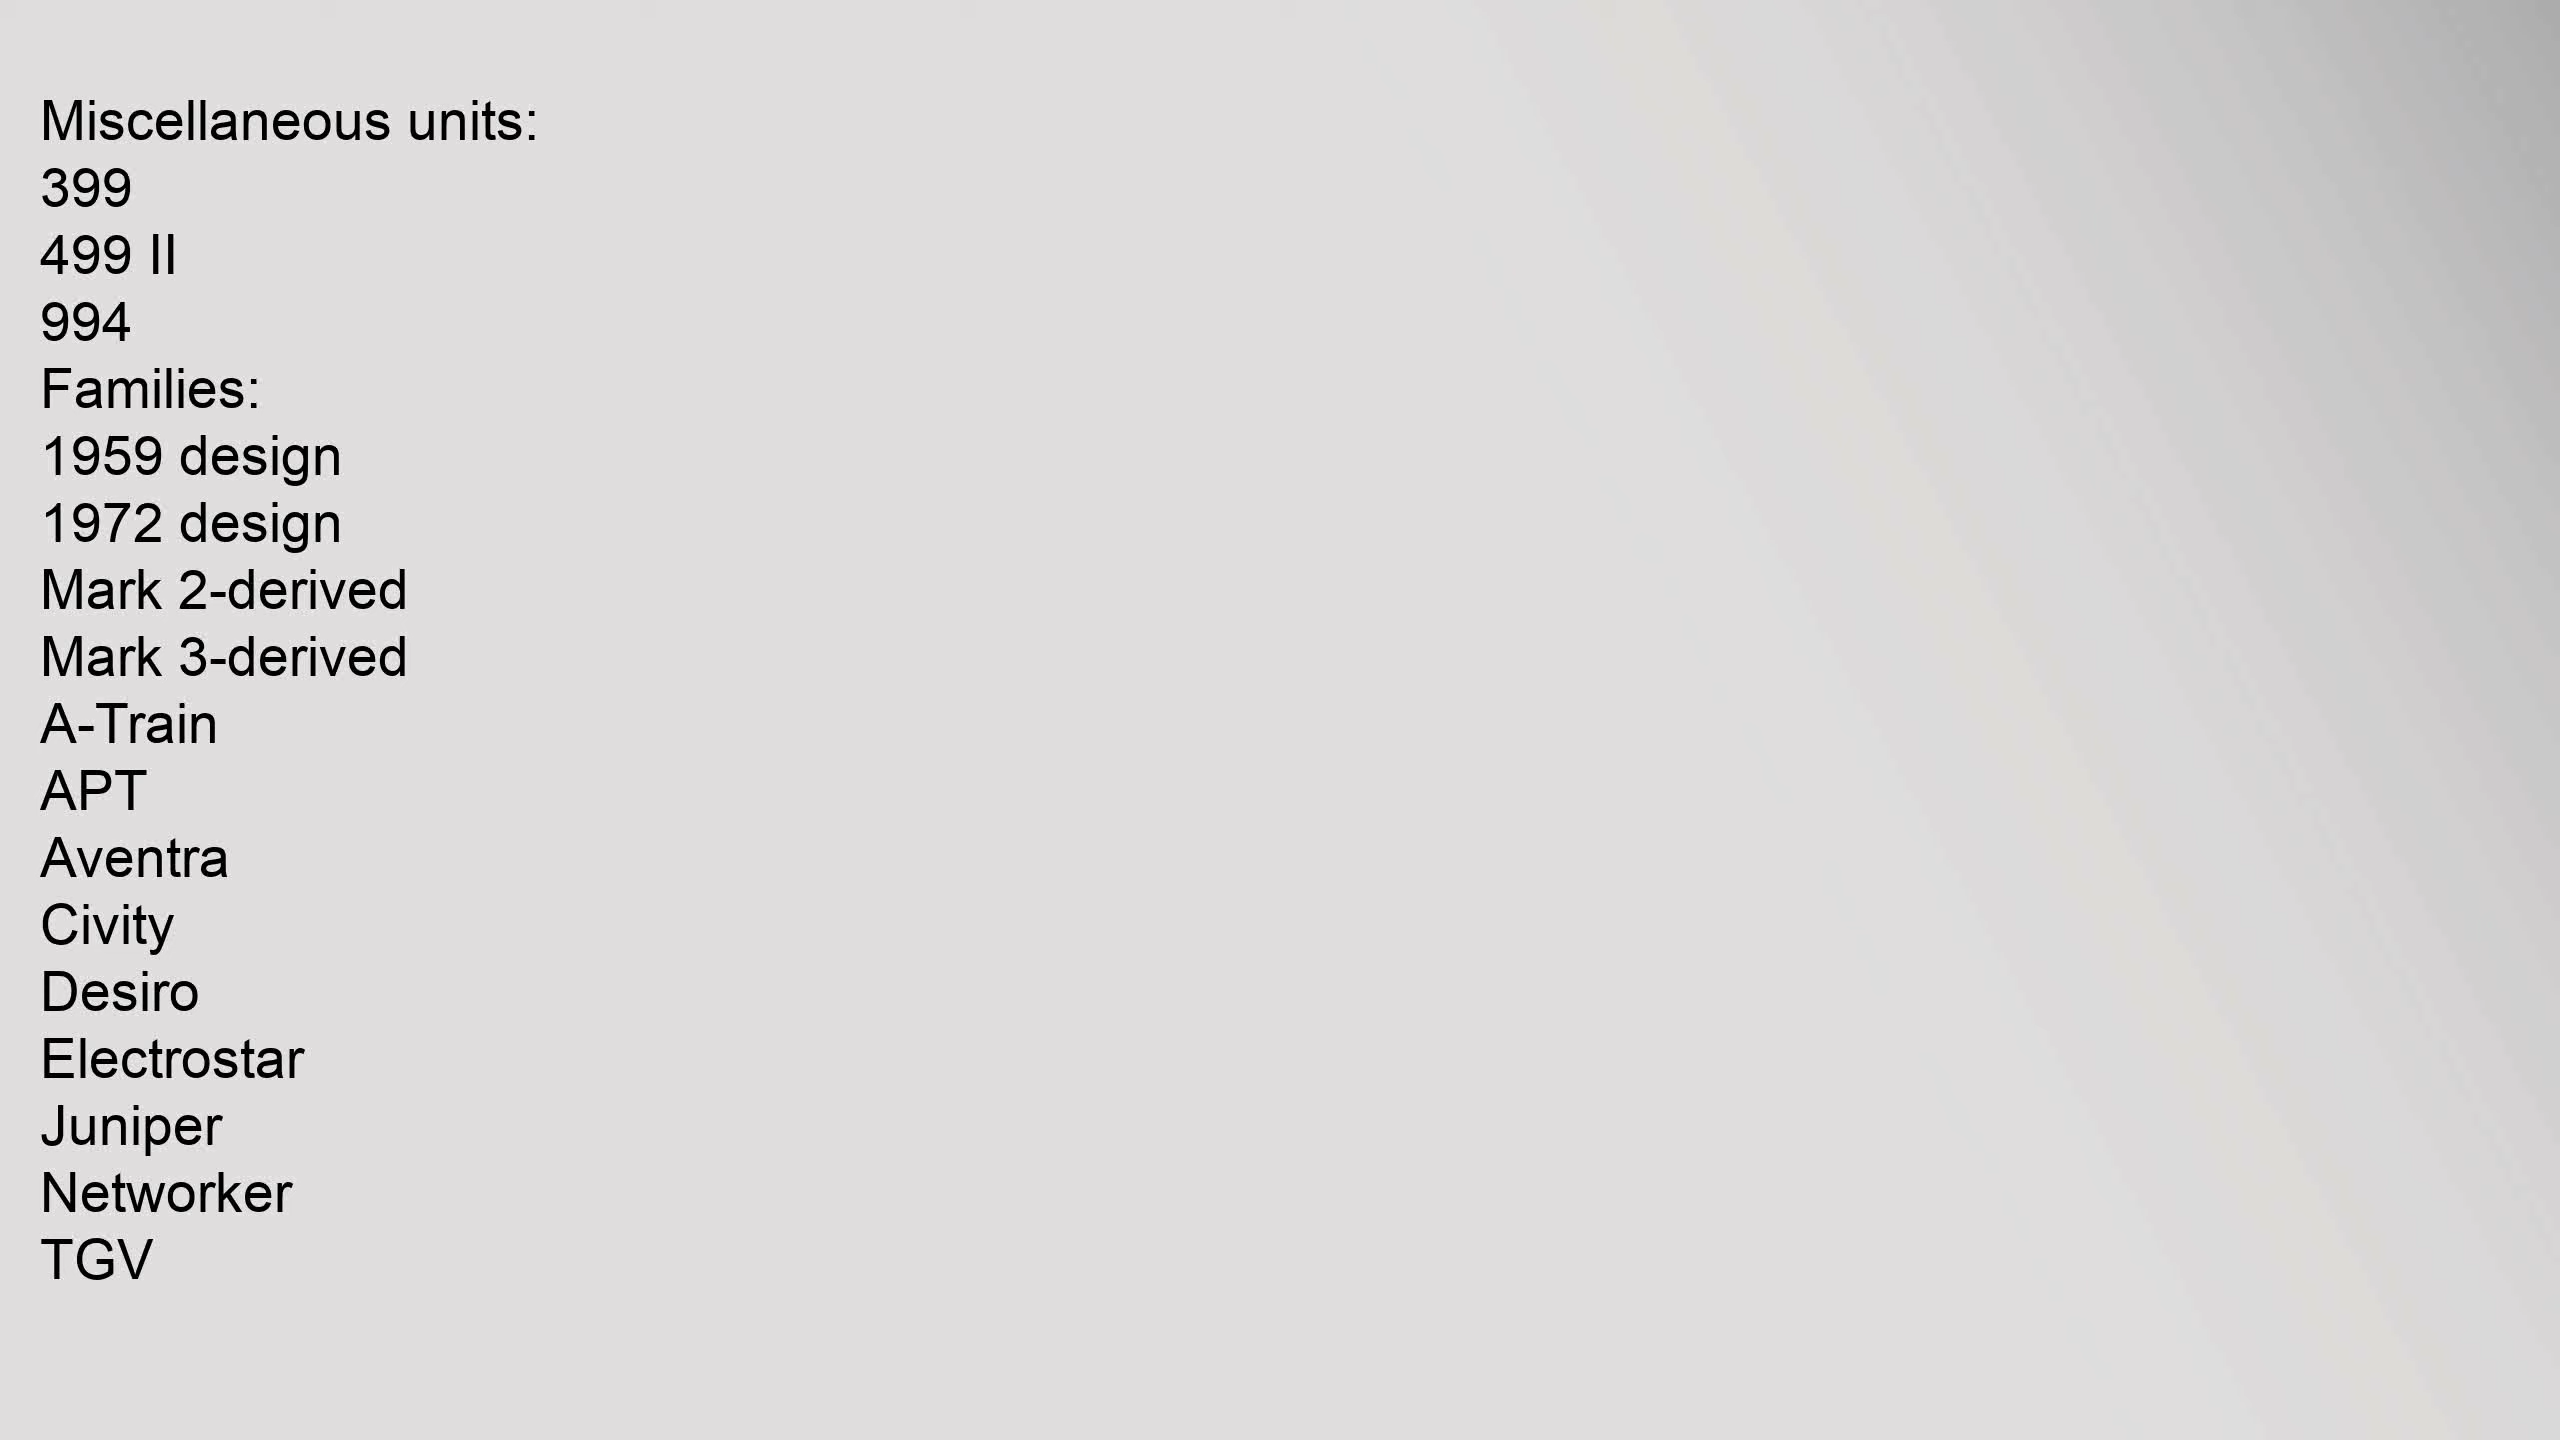 Miscellaneous units:
399
499 II
994
Families:
1959 design
1972 design
Mark 2-derived
Mark 3-derived
A-Train
APT
Aventra
Civity
Desiro
Electrostar
Juniper
Networker
TGV